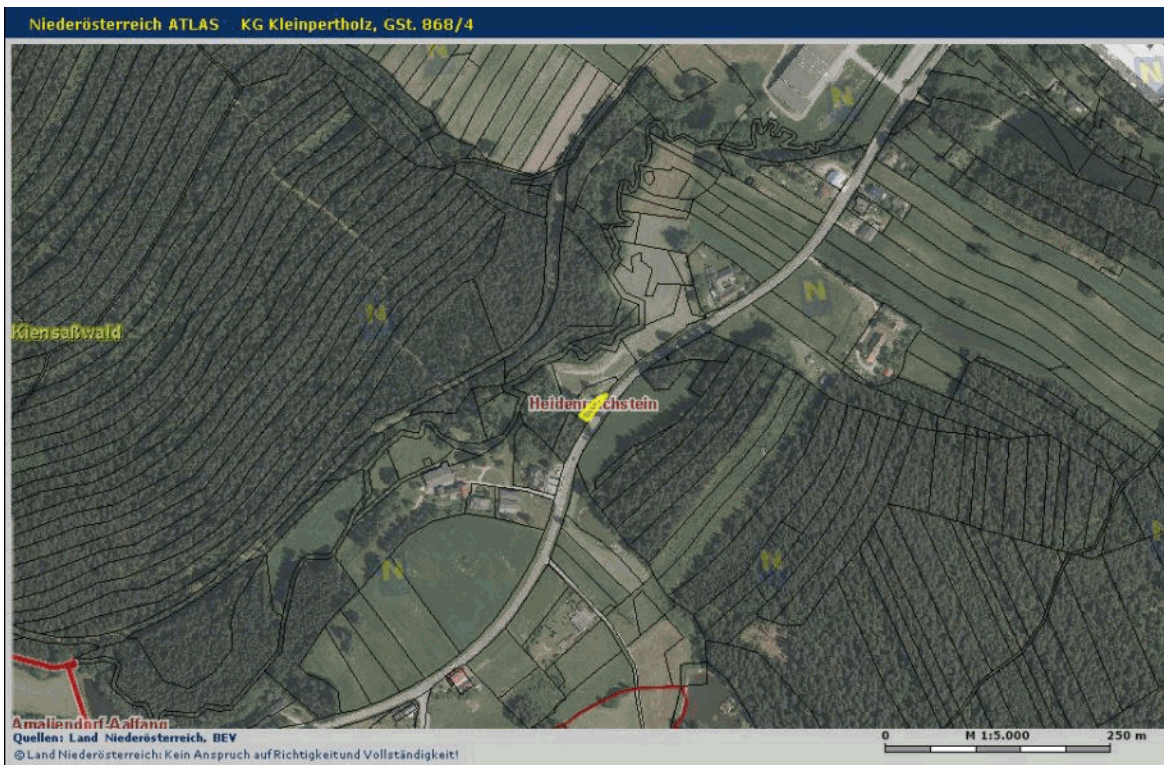 Niederösterreich ATLAS KG Kleinpertholz, GSt. 868/4
N
N
N
Kiensaßwald
N
N
Heidenreichstein
N
N
N
Amaliendorf-Aalfang
Quellen: Land Niederösterreich, BEV
0 M 1:5.000 250 m
© Land Niederösterreich: Kein Anspruch auf Richtigkeit und Vollständigkeit!